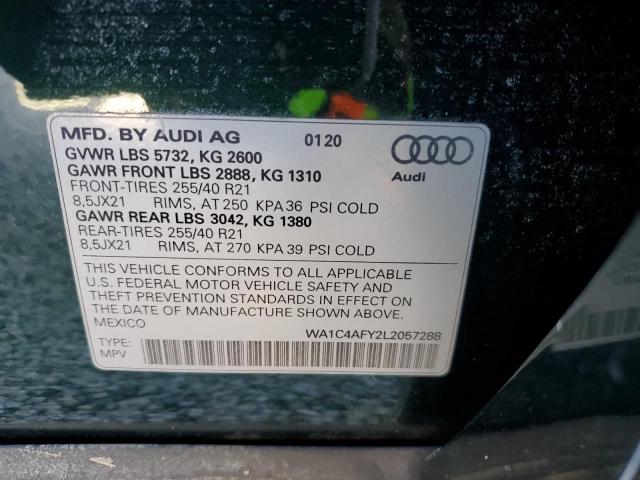 MFD. BY AUDI AG 0120
GVWR LBS 5732, KG 2600
GAWR FRONT LBS 2888, KG 1310
FRONT-TIRES 255/40 R21
8,5JX21 RIMS, AT 250 KPA 36 PSI COLD
GAWR REAR LBS 3042, KG 1380
REAR-TIRES 255/40 R21
8,5JX21 RIMS, AT 270 KPA 39 PSI COLD
Audi
THIS VEHICLE CONFORMS TO ALL APPLICABLE
U.S. FEDERAL MOTOR VEHICLE SAFETY AND
THEFT PREVENTION STANDARDS IN EFFECT ON
THE DATE OF MANUFACTURE SHOWN ABOVE.
MEXICO
WA1C4AFY2L2057288
TYPE:
MPV